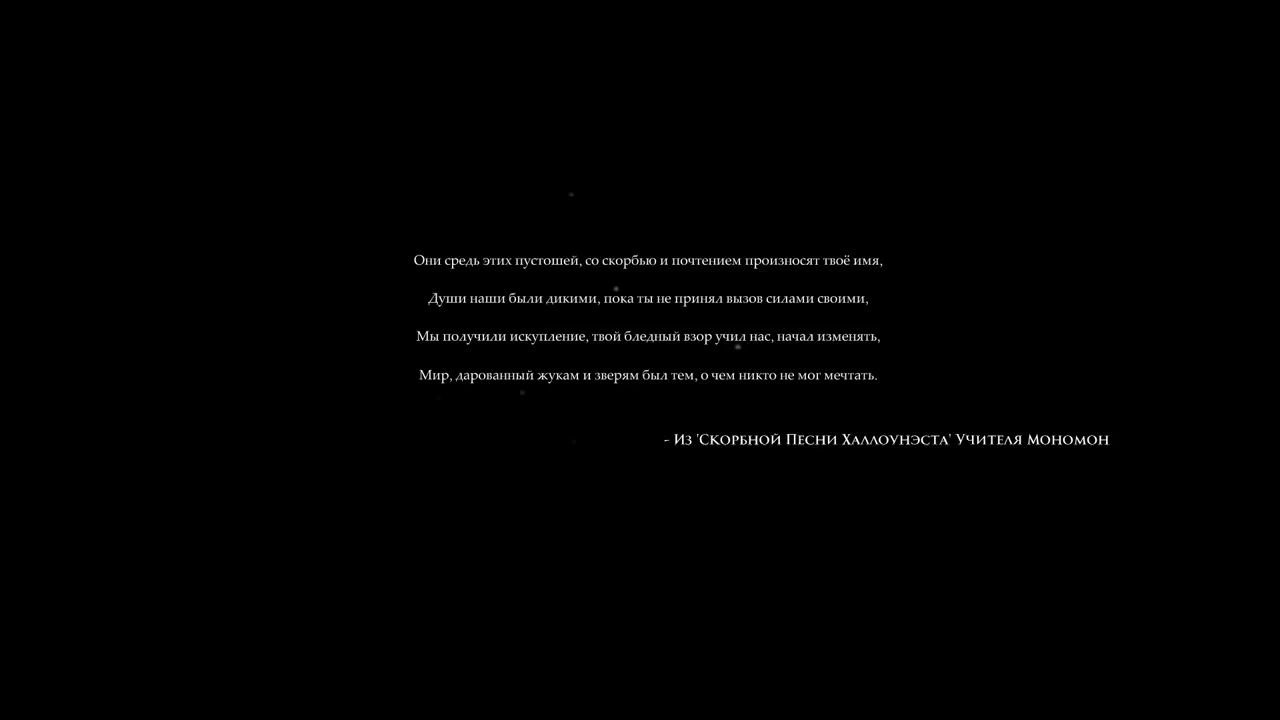 Они средь этих пустошей, со скорбью и почтением произносят твоё имя,
Души наши были дикими, пока ты не принял вызов силами своими,
Мы получили искупление, твой бледный взор учил нас, начал изменять,
Мир, дарованный жукам и зверям был тем, о чем никто не мог мечтать.
- Из 'Скорбной Песни Халлоунэста' Учителя Мономон